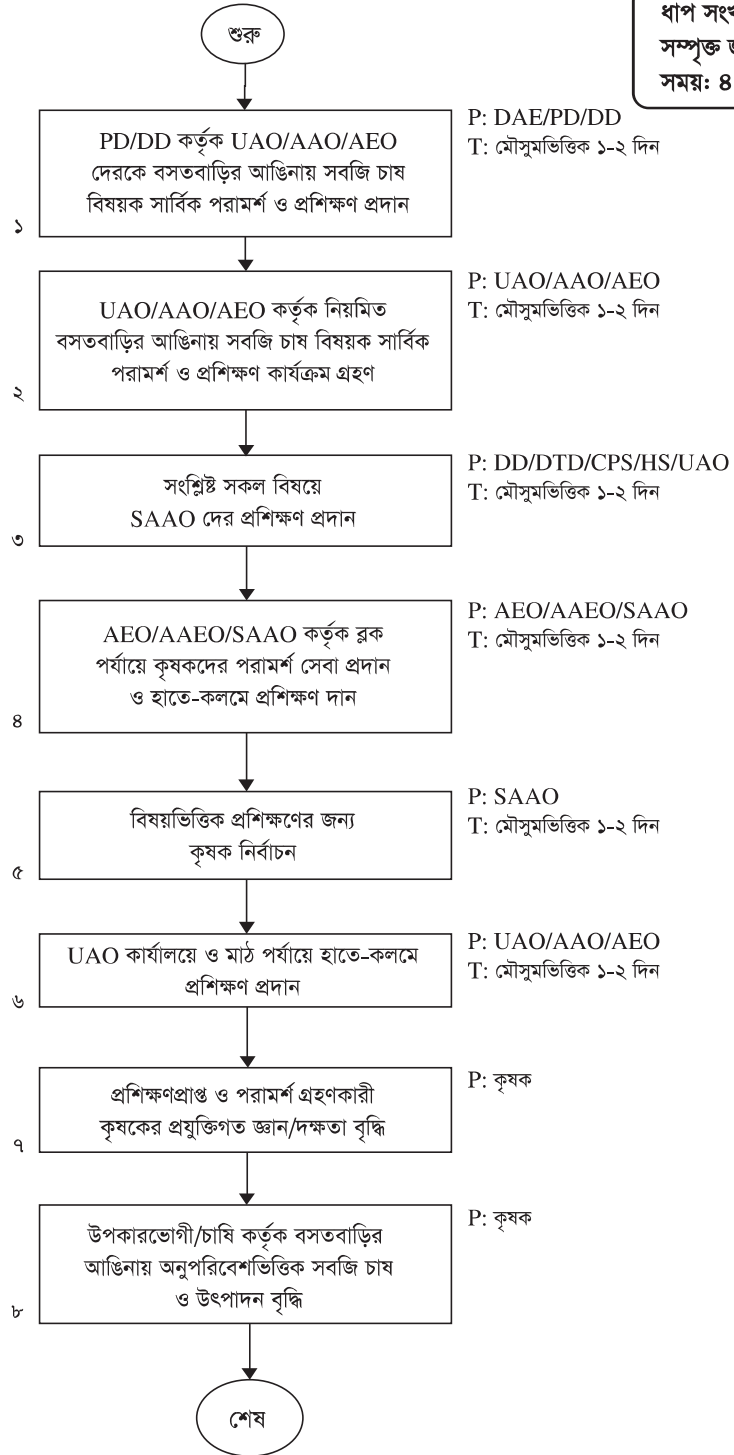 ধাপ
সম্পৃক্ত
সময়: ৪
শুরু
PD/DD কর্তৃক UAO/AAO/AEO
দেরকে বসতবাড়ির আঙিনায় সবজি চাষ
বিষয়ক সার্বিক পরামর্শ ও প্রশিক্ষণ প্রদান
১
P: DAE/PD/DD
T: মৌসুমভিত্তিক ১-২ দিন
UAO/AAO/AEO কর্তৃক নিয়মিত
বসতবাড়ির আঙিনায় সবজি চাষ বিষয়ক সার্বিক
পরামর্শ ও প্রশিক্ষণ কার্যক্রম গ্রহণ
২
P: UAO/AAO/AEO
T: মৌসুমভিত্তিক ১-২ দিন
সংশ্লিষ্ট সকল বিষয়ে
SAAO দের প্রশিক্ষণ প্রদান
৩
P: DD/DTD/CPS/HS/UAO
T: মৌসুমভিত্তিক ১-২ দিন
AEO/AAEO/SAAO কর্তৃক ব্লক
পর্যায়ে কৃষকদের পরামর্শ সেবা প্রদান
ও হাতে-কলমে প্রশিক্ষণ দান
৪
P: AEO/AAEO/SAAO
T: মৌসুমভিত্তিক ১-২ দিন
বিষয়ভিত্তিক প্রশিক্ষণের জন্য
কৃষক নির্বাচন
৫
P: SAAO
T: মৌসুমভিত্তিক ১-২ দিন
UAO কার্যালয়ে ও মাঠ পর্যায়ে হাতে-কলমে
প্রশিক্ষণ প্রদান
৬
P: UAO/AAO/AEO
T: মৌসুমভিত্তিক ১-২ দিন
প্রশিক্ষণপ্রাপ্ত ও পরামর্শ গ্রহণকারী
কৃষকের প্রযুক্তিগত জ্ঞান/দক্ষতা বৃদ্ধি
৭
P: কৃষক
উপকারভোগী/চাষি কর্তৃক বসতবাড়ির
আঙিনায় অনুপরিবেশভিত্তিক সবজি চাষ
ও উৎপাদন বৃদ্ধি
৮
P: কৃষক
শেষ